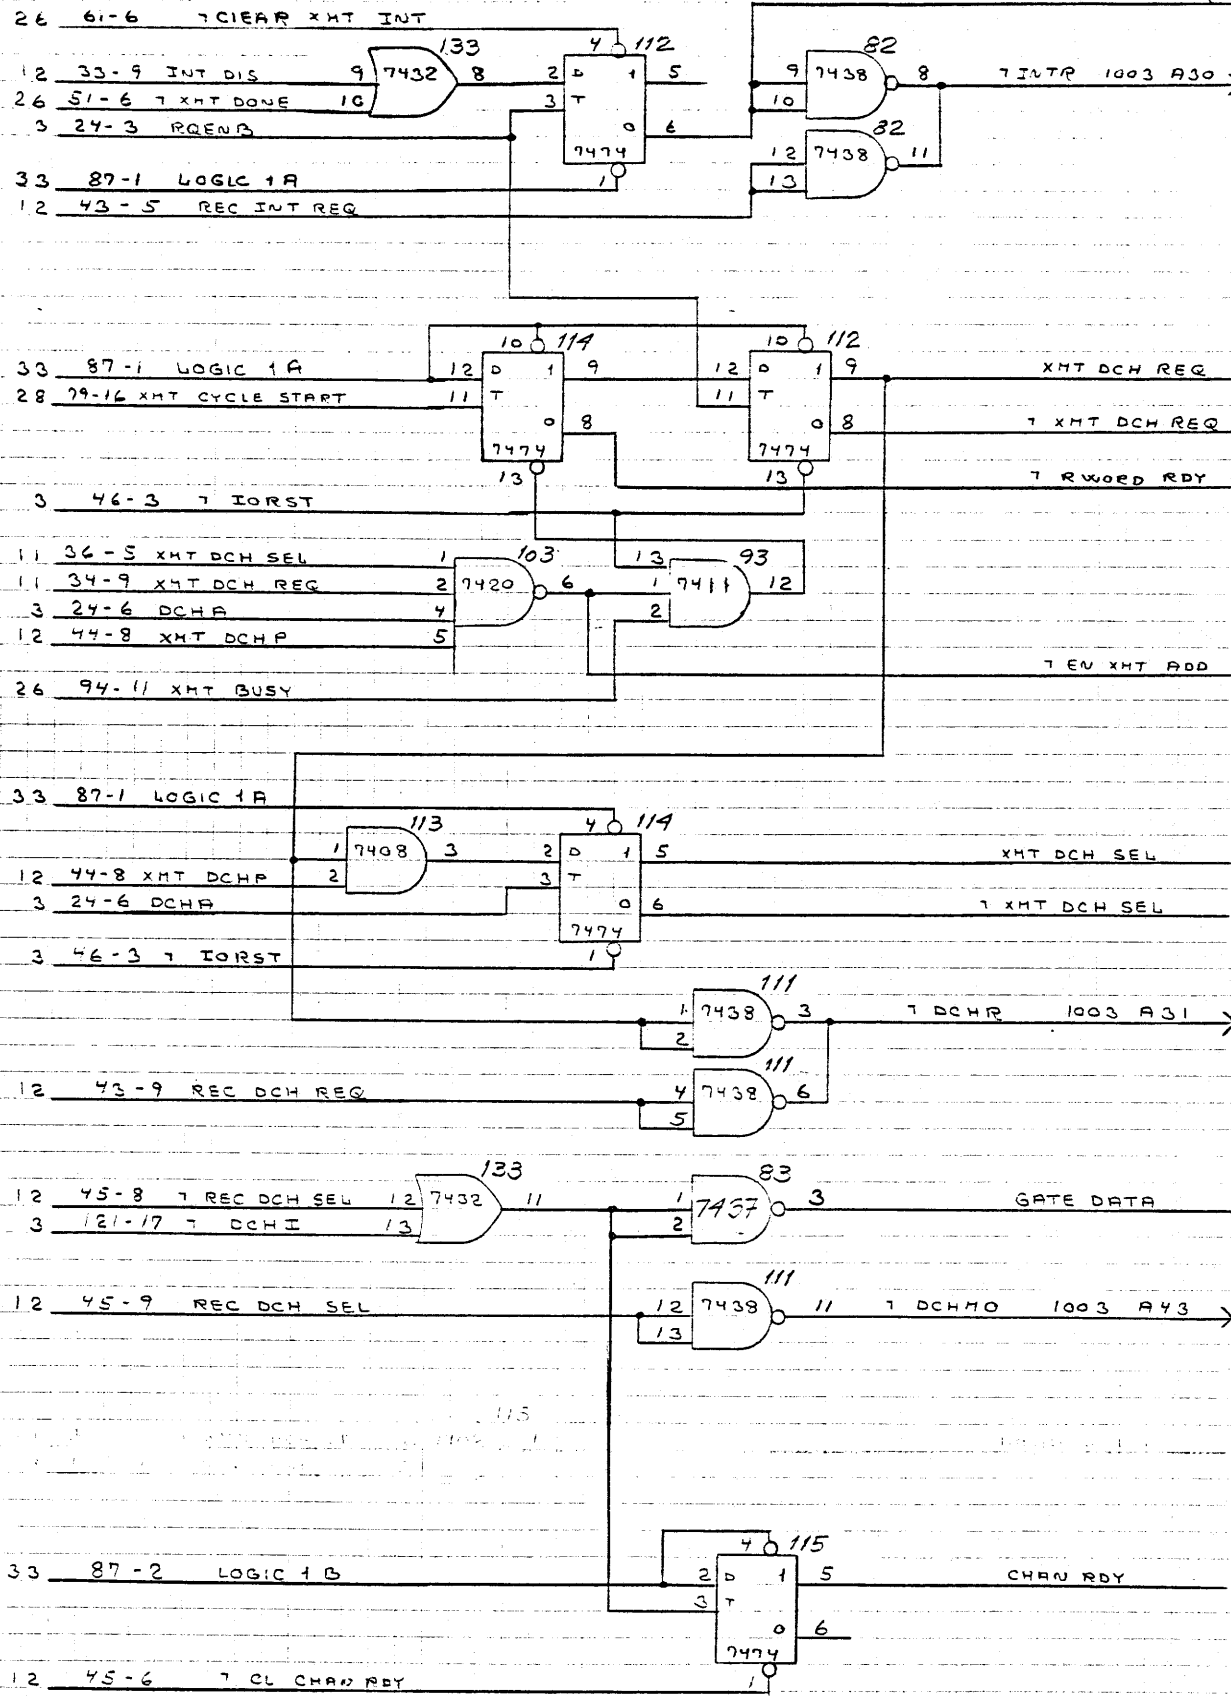 26 61-6 ¬ CLEAR XMT INT 4 112
133 82
12 33-9 INT DIS 9 7432 8 2 D 1 5 9 7438 8 ¬ INTR 1003 A30
26 51-6 ¬ XMT DONE 10 3 T 10
3 24-3 RQENB 0 6 82
7474 12 7438 11
33 87-1 LOGIC 1A 1 13
12 43-5 REC INT REQ
10 114 10 112
33 87-1 LOGIC 1A 12 D 1 9 12 D 1 9 XMT DCH REQ
28 79-16 XMT CYCLE START 11 T 11 T
0 8 0 8 ¬ XMT DCH REQ
7474 7474
13 13 ¬ RWORD RDY
3 46-3 ¬ IORST
11 36-5 XMT DCH SEL 1 103 13 93
11 34-9 XMT DCH REQ 2 7420 6 1 7411 12
3 24-6 DCHA 4 2
12 44-8 XMT DCHP 5
¬ EN XMT ADD
26 94-11 XMT BUSY
33 87-1 LOGIC 1A
113 4 114
1 7408 3 2 D 1 5 XMT DCH SEL
12 44-8 XMT DCHP 2 3 T
3 24-6 DCHA 0 6 ¬ XMT DCH SEL
7474
3 46-3 ¬ IORST 1
111
1 7438 3 ¬ DCHR 1003 A31
2
111
12 43-9 REC DCH REQ 4 7438 6
5
133 83
12 45-8 ¬ REC DCH SEL 12 7432 11 1 7437 3 GATE DATA
3 121-17 ¬ DCHI 13 2
111
12 45-9 REC DCH SEL 12 7438 11 ¬ DCHMO 1003 A43
13
115
4 115
33 87-2 LOGIC 1B 2 D 1 5 CHAN RDY
3 T
0 6
7474
12 45-6 ¬ CL CHAN RDY 1